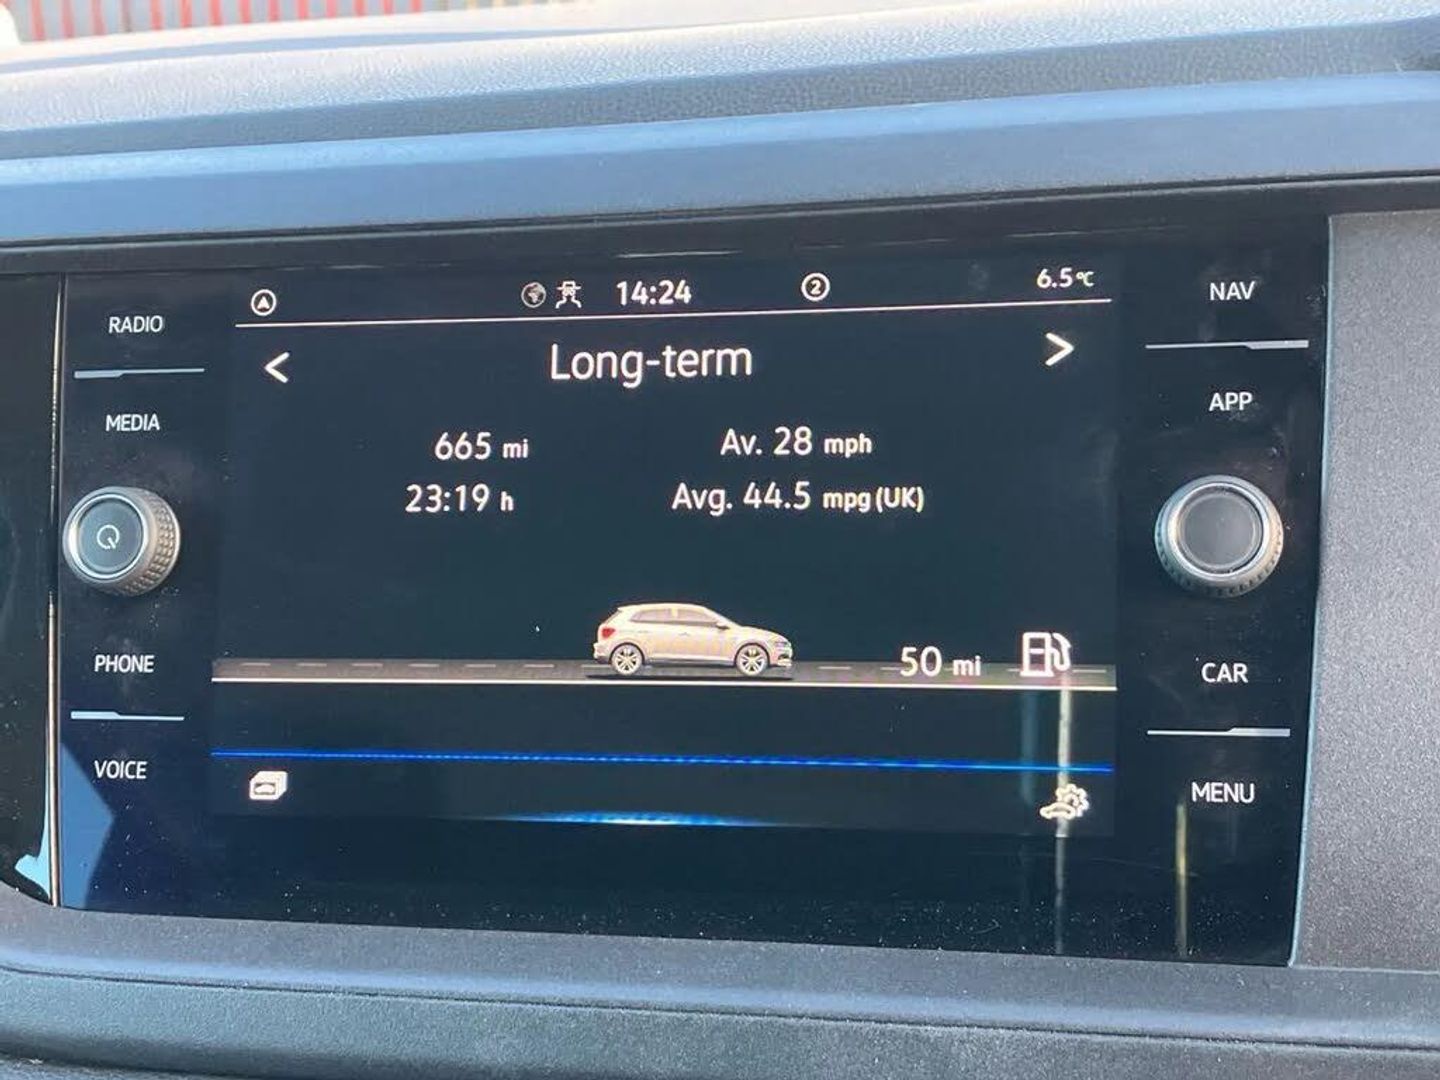 14:24
2
6.5°C
NAV
RADIO
< Long-term >
APP
MEDIA
665 mi
Av. 28 mph
23:19 h
Avg. 44.5 mpg (UK)
PHONE
50 mi
CAR
VOICE
MENU